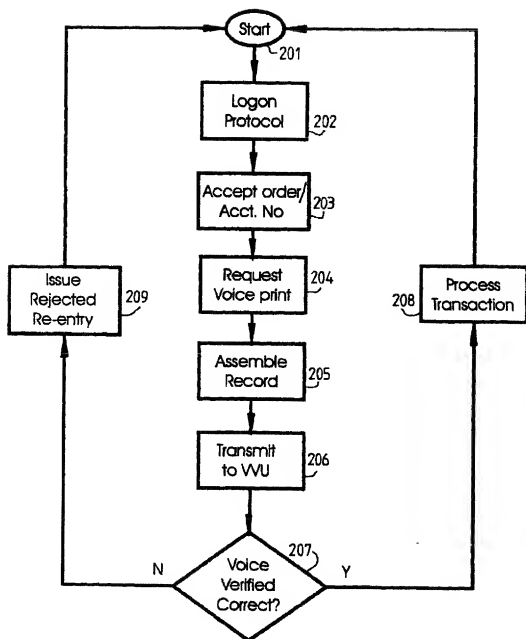 Start
201
Logon
Protocol
202
Accept order/
Acct. No
203
Request
Voice print
204
Assemble
Record
205
Transmit
to VVU
206
Voice
Verified
Correct?
207
N
Y
Issue
Rejected
Re-entry
209
Process
Transaction
208